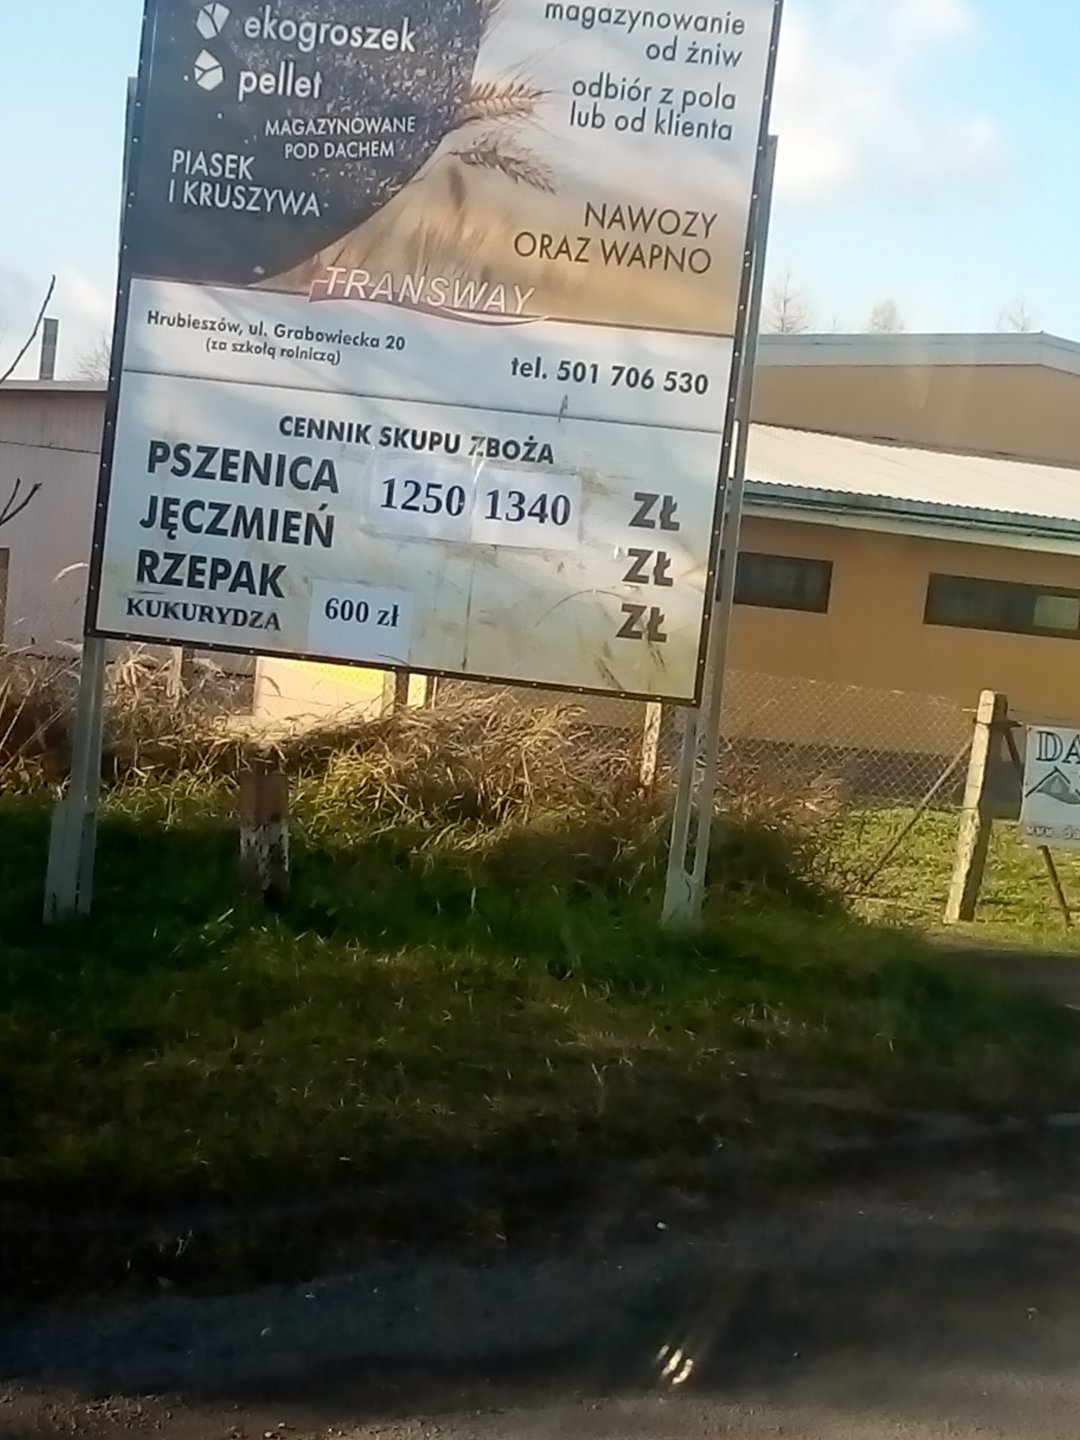 ekogroszek
pellet
MAGAZYNOWANE
POD DACHEM
PIASEK
I KRUSZYWA
magazynowanie
od żniw
odbiór z pola
lub od klienta
NAWOZY
ORAZ WAPNO
TRANSWAY
Hrubieszów, ul. Grabowiecka 20
(za szkołą rolniczą)
tel. 501 706 530
CENNIK SKUPU ZBOŻA
PSZENICA 1250 1340 ZŁ
JĘCZMIEŃ ZŁ
RZEPAK ZŁ
KUKURYDZA 600 zł
DA